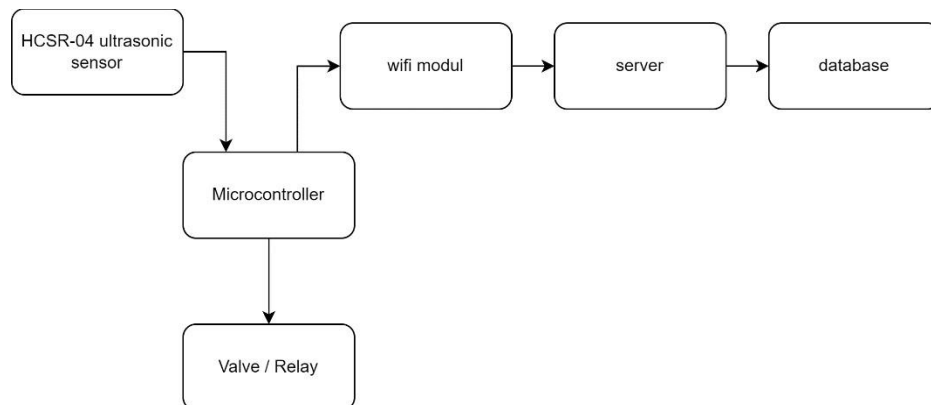 HCSR-04 ultrasonic
sensor
wifi modul
server
database
Microcontroller
Valve / Relay